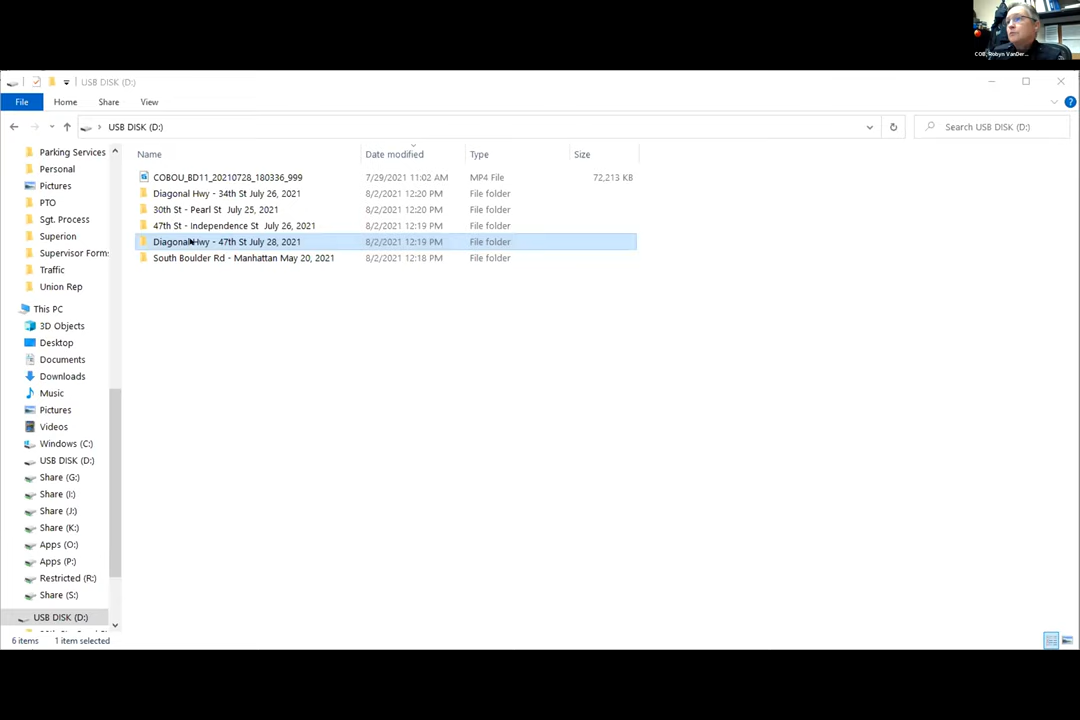 COB, Robyn VanDer...
USB DISK (D:)
File Home Share View
USB DISK (D:) Search USB DISK (D:)
Name Date modified Type Size
COBOU_BD11_20210728_180336_999 7/29/2021 11:02 AM MP4 File 72,213 KB
Diagonal Hwy - 34th St July 26, 2021 8/2/2021 12:20 PM File folder
30th St - Pearl St July 25, 2021 8/2/2021 12:20 PM File folder
47th St - Independence St July 26, 2021 8/2/2021 12:19 PM File folder
Diagonal Hwy - 47th St July 28, 2021 8/2/2021 12:19 PM File folder
South Boulder Rd - Manhattan May 20, 2021 8/2/2021 12:18 PM File folder
Parking Services
Personal
Pictures
PTO
Sgt. Process
Superion
Supervisor Form
Traffic
Union Rep
This PC
3D Objects
Desktop
Documents
Downloads
Music
Pictures
Videos
Windows (C:)
USB DISK (D:)
Share (G:)
Share (I:)
Share (J:)
Share (K:)
Apps (O:)
Apps (P:)
Restricted (R:)
Share (S:)
USB DISK (D:)
6 items 1 item selected